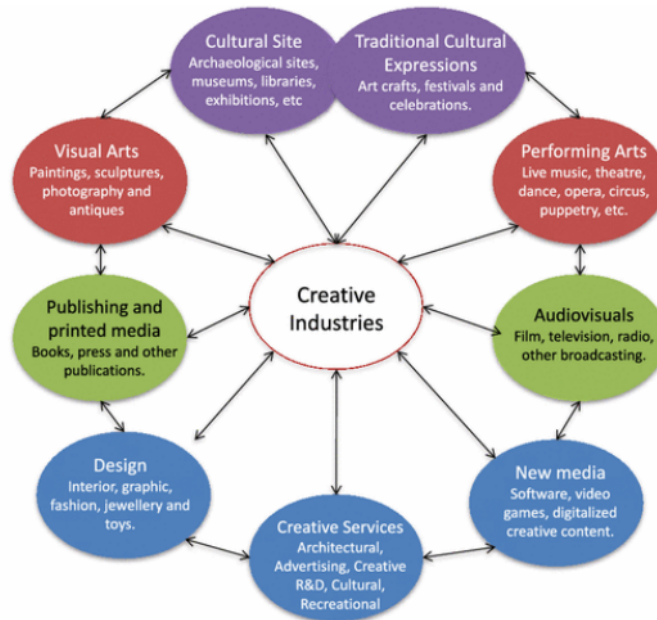 Cultural Site
Archaeological sites,
museums, libraries,
exhibitions, etc
Traditional Cultural
Expressions
Art crafts, festivals and
celebrations.
Visual Arts
Paintings, sculptures,
photography and
antiques
Performing Arts
Live music, theatre,
dance, opera, circus,
puppetry, etc.
Creative
Industries
Publishing and
printed media
Books, press and other
publications.
Audiovisuals
Film, television, radio,
other broadcasting.
Design
Interior, graphic,
fashion, jewellery and
toys.
New media
Software, video
games, digitalized
creative content.
Creative Services
Architectural,
Advertising, Creative
R&D, Cultural,
Recreational